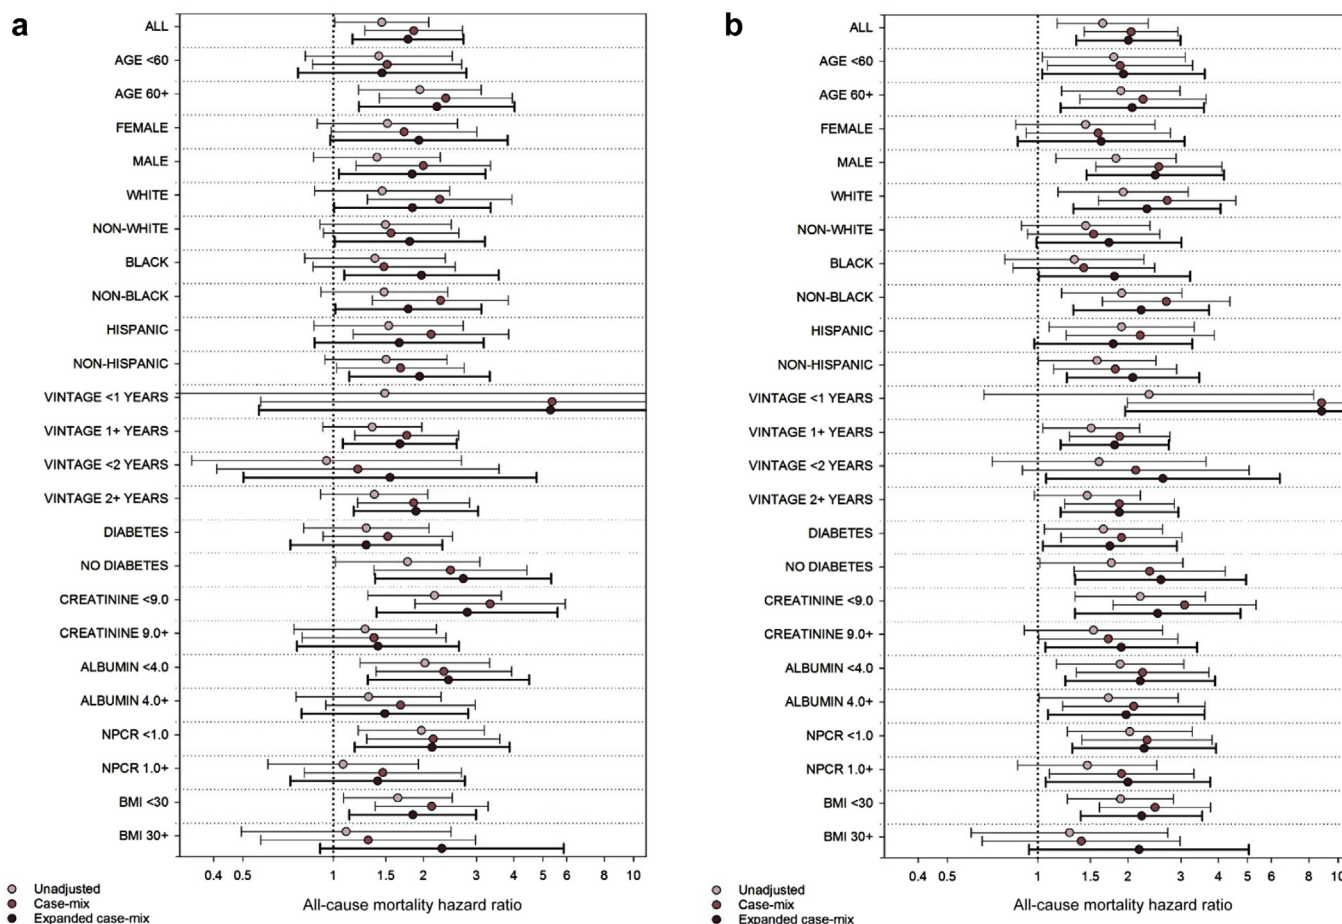 a
ALL
AGE <60
AGE 60+
FEMALE
MALE
WHITE
NON-WHITE
BLACK
NON-BLACK
HISPANIC
NON-HISPANIC
VINTAGE <1 YEARS
VINTAGE 1+ YEARS
VINTAGE <2 YEARS
VINTAGE 2+ YEARS
DIABETES
NO DIABETES
CREATININE <9.0
CREATININE 9.0+
ALBUMIN <4.0
ALBUMIN 4.0+
NPCR <1.0
NPCR 1.0+
BMI <30
BMI 30+
0.4 0.5 1 1.5 2 3 4 5 6 8 10
Unadjusted
Case-mix
Expanded case-mix
All-cause mortality hazard ratio
b
ALL
AGE <60
AGE 60+
FEMALE
MALE
WHITE
NON-WHITE
BLACK
NON-BLACK
HISPANIC
NON-HISPANIC
VINTAGE <1 YEARS
VINTAGE 1+ YEARS
VINTAGE <2 YEARS
VINTAGE 2+ YEARS
DIABETES
NO DIABETES
CREATININE <9.0
CREATININE 9.0+
ALBUMIN <4.0
ALBUMIN 4.0+
NPCR <1.0
NPCR 1.0+
BMI <30
BMI 30+
0.4 0.5 1 1.5 2 3 4 5 6 8 10
Unadjusted
Case-mix
Expanded case-mix
All-cause mortality hazard ratio